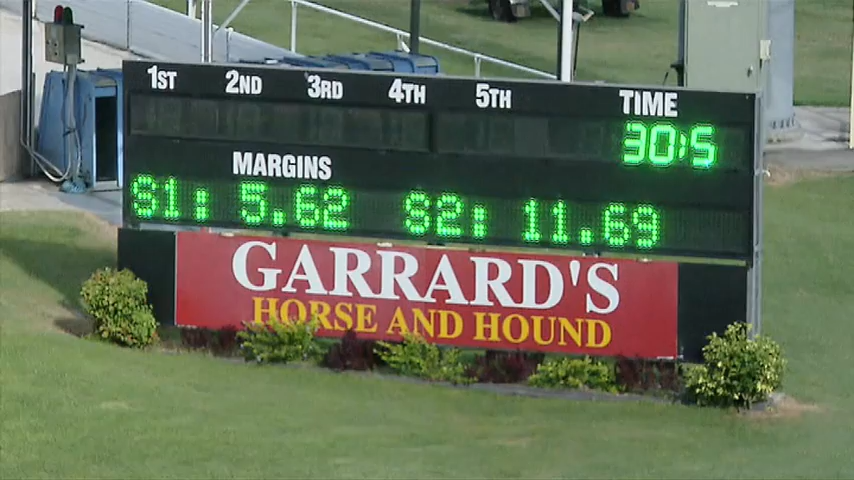 1ST 2ND 3RD 4TH 5TH TIME
30:5
MARGINS
S1: 5.62 S2: 11.69
GARRARD'S
HORSE AND HOUND